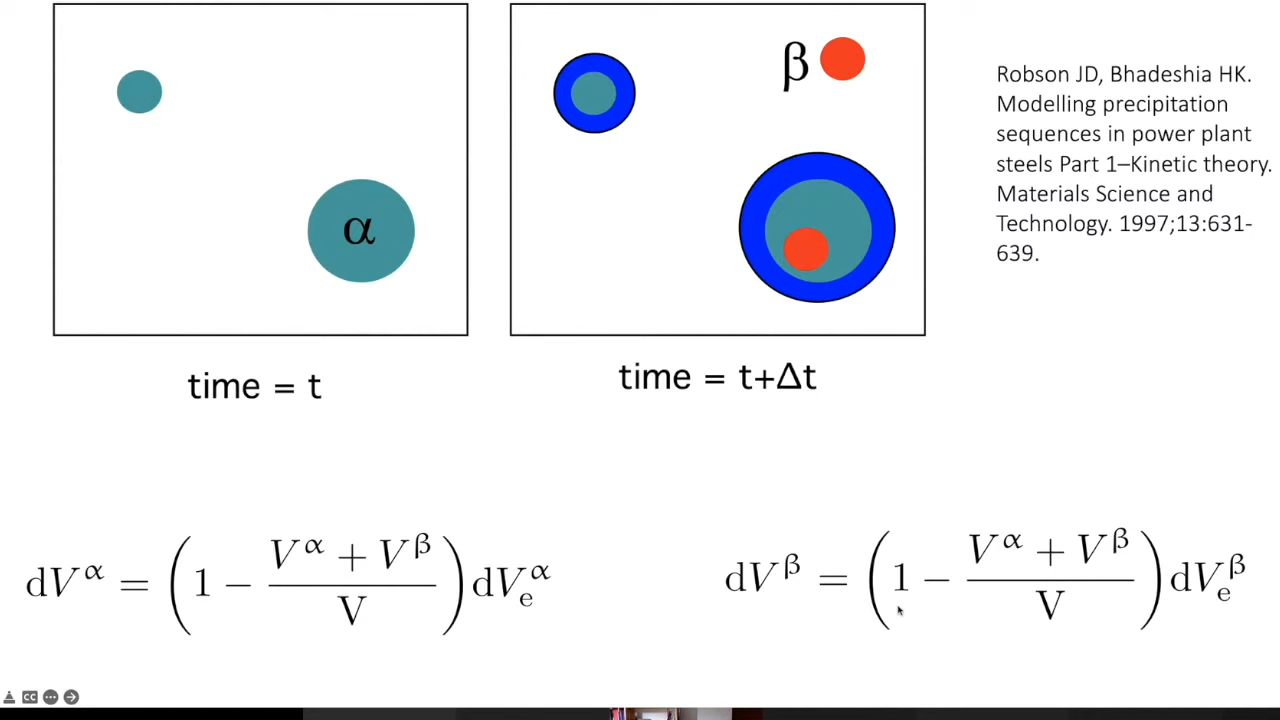 α
time = t
β
time = t+Δt
Robson JD, Bhadeshia HK.
Modelling precipitation
sequences in power plant
steels Part 1–Kinetic theory.
Materials Science and
Technology. 1997;13:631-
639.
dV^α = (1 − (V^α + V^β)/V) dV_e^α
dV^β = (1 − (V^α + V^β)/V) dV_e^β
CC